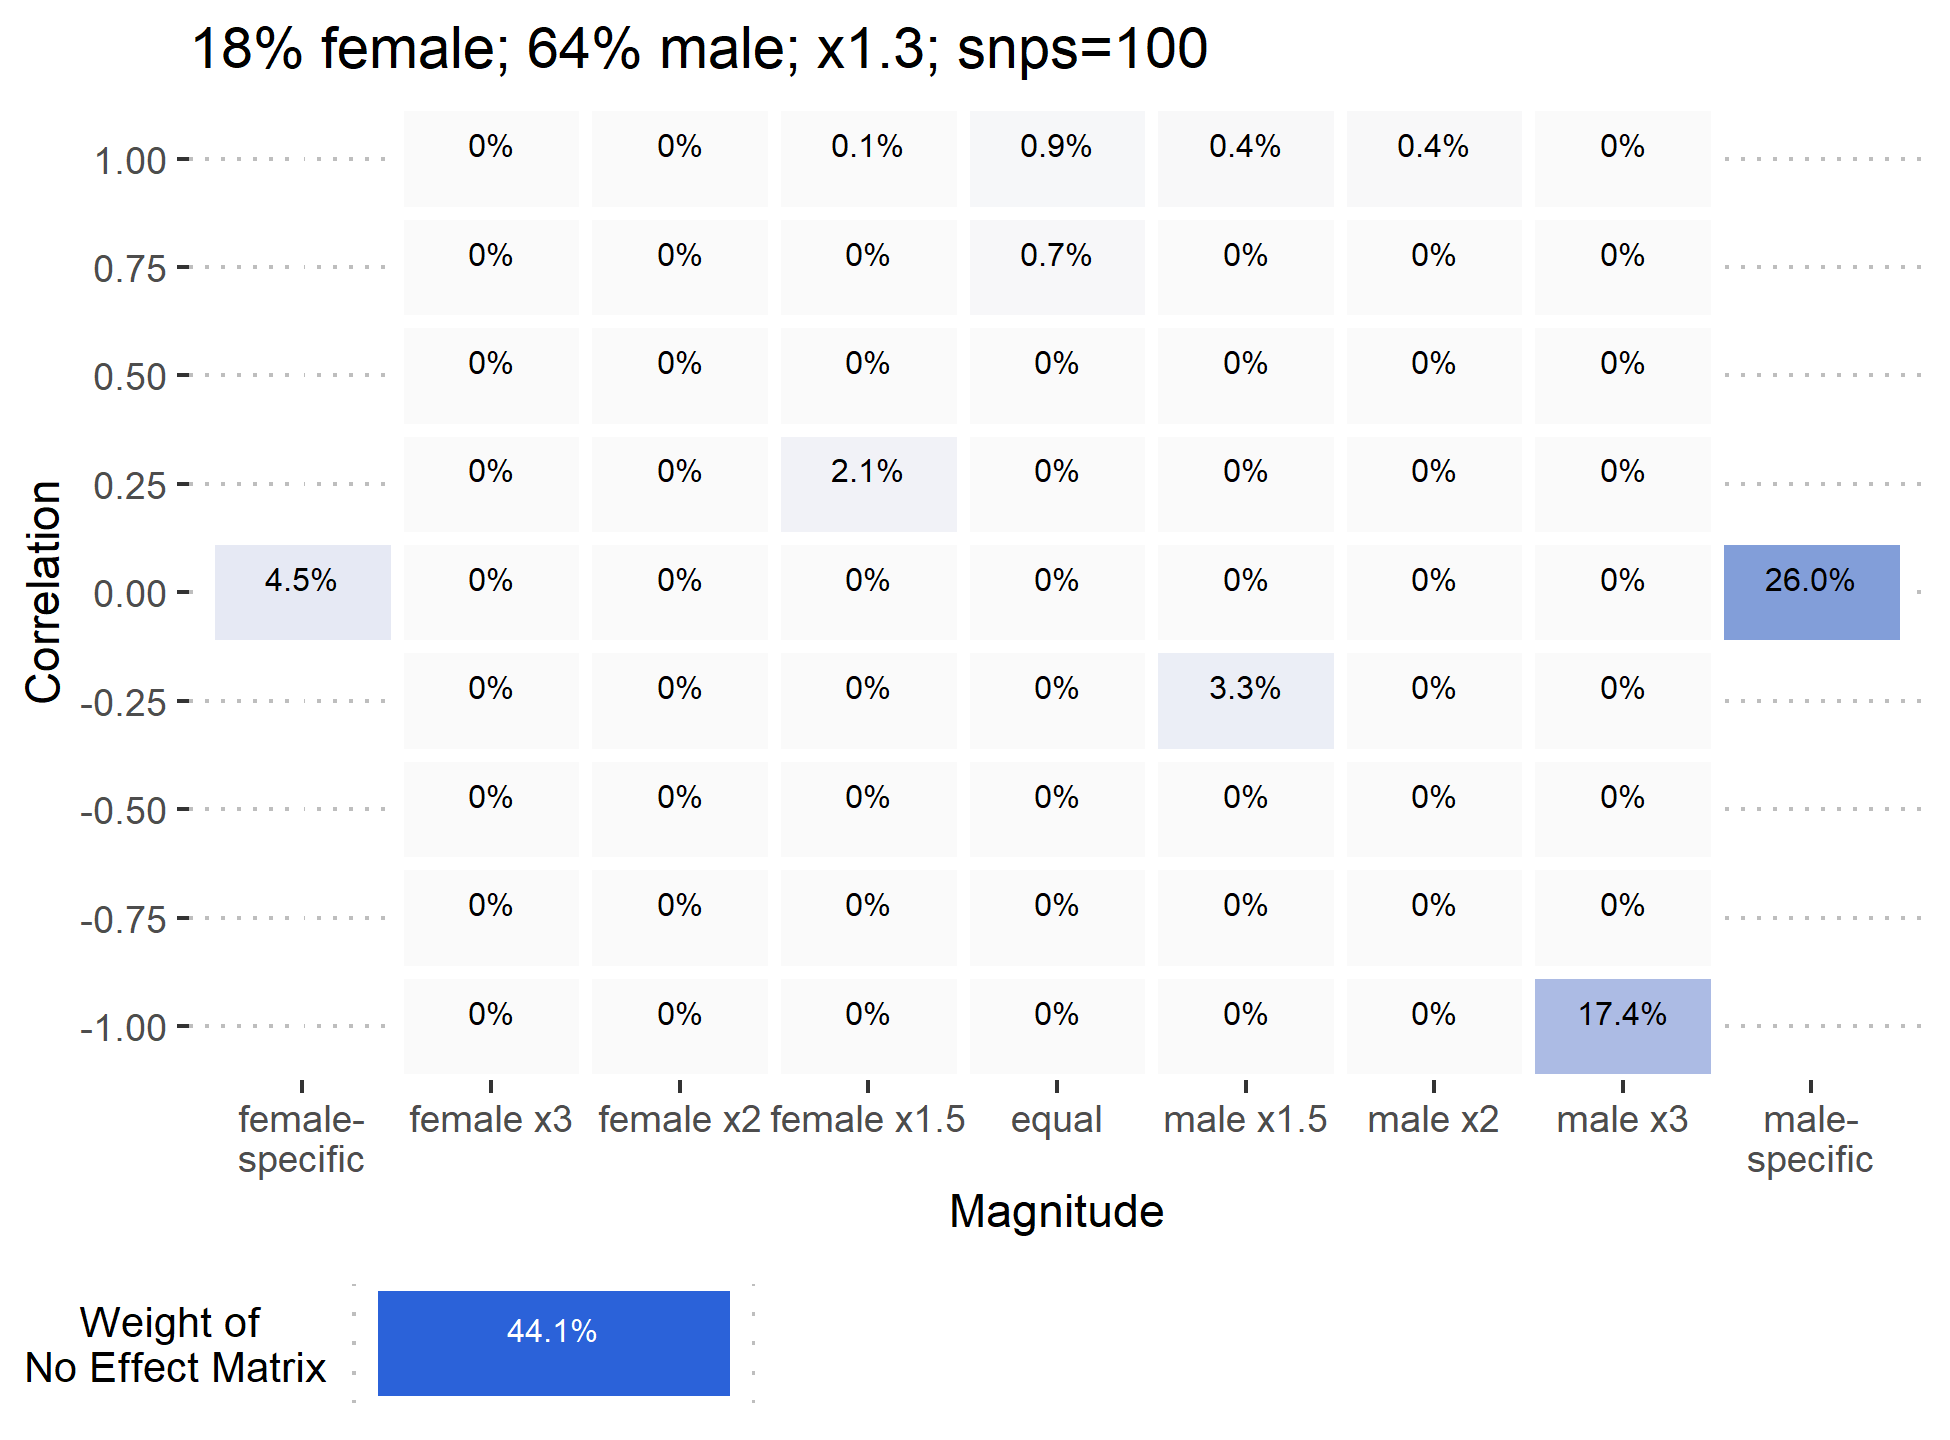 18% female; 64% male; x1.3; snps=100
1.00 0% 0% 0.1% 0.9% 0.4% 0.4% 0%
0.75 0% 0% 0% 0.7% 0% 0% 0%
0.50 0% 0% 0% 0% 0% 0% 0%
0.25 0% 0% 2.1% 0% 0% 0% 0%
0.00 4.5% 0% 0% 0% 0% 0% 0% 0% 26.0%
-0.25 0% 0% 0% 0% 3.3% 0% 0%
-0.50 0% 0% 0% 0% 0% 0% 0%
-0.75 0% 0% 0% 0% 0% 0% 0%
-1.00 0% 0% 0% 0% 0% 0% 17.4%
Correlation
female- female x3 female x2 female x1.5 equal male x1.5 male x2 male x3 male-
specific specific
Magnitude
Weight of
No Effect Matrix
44.1%